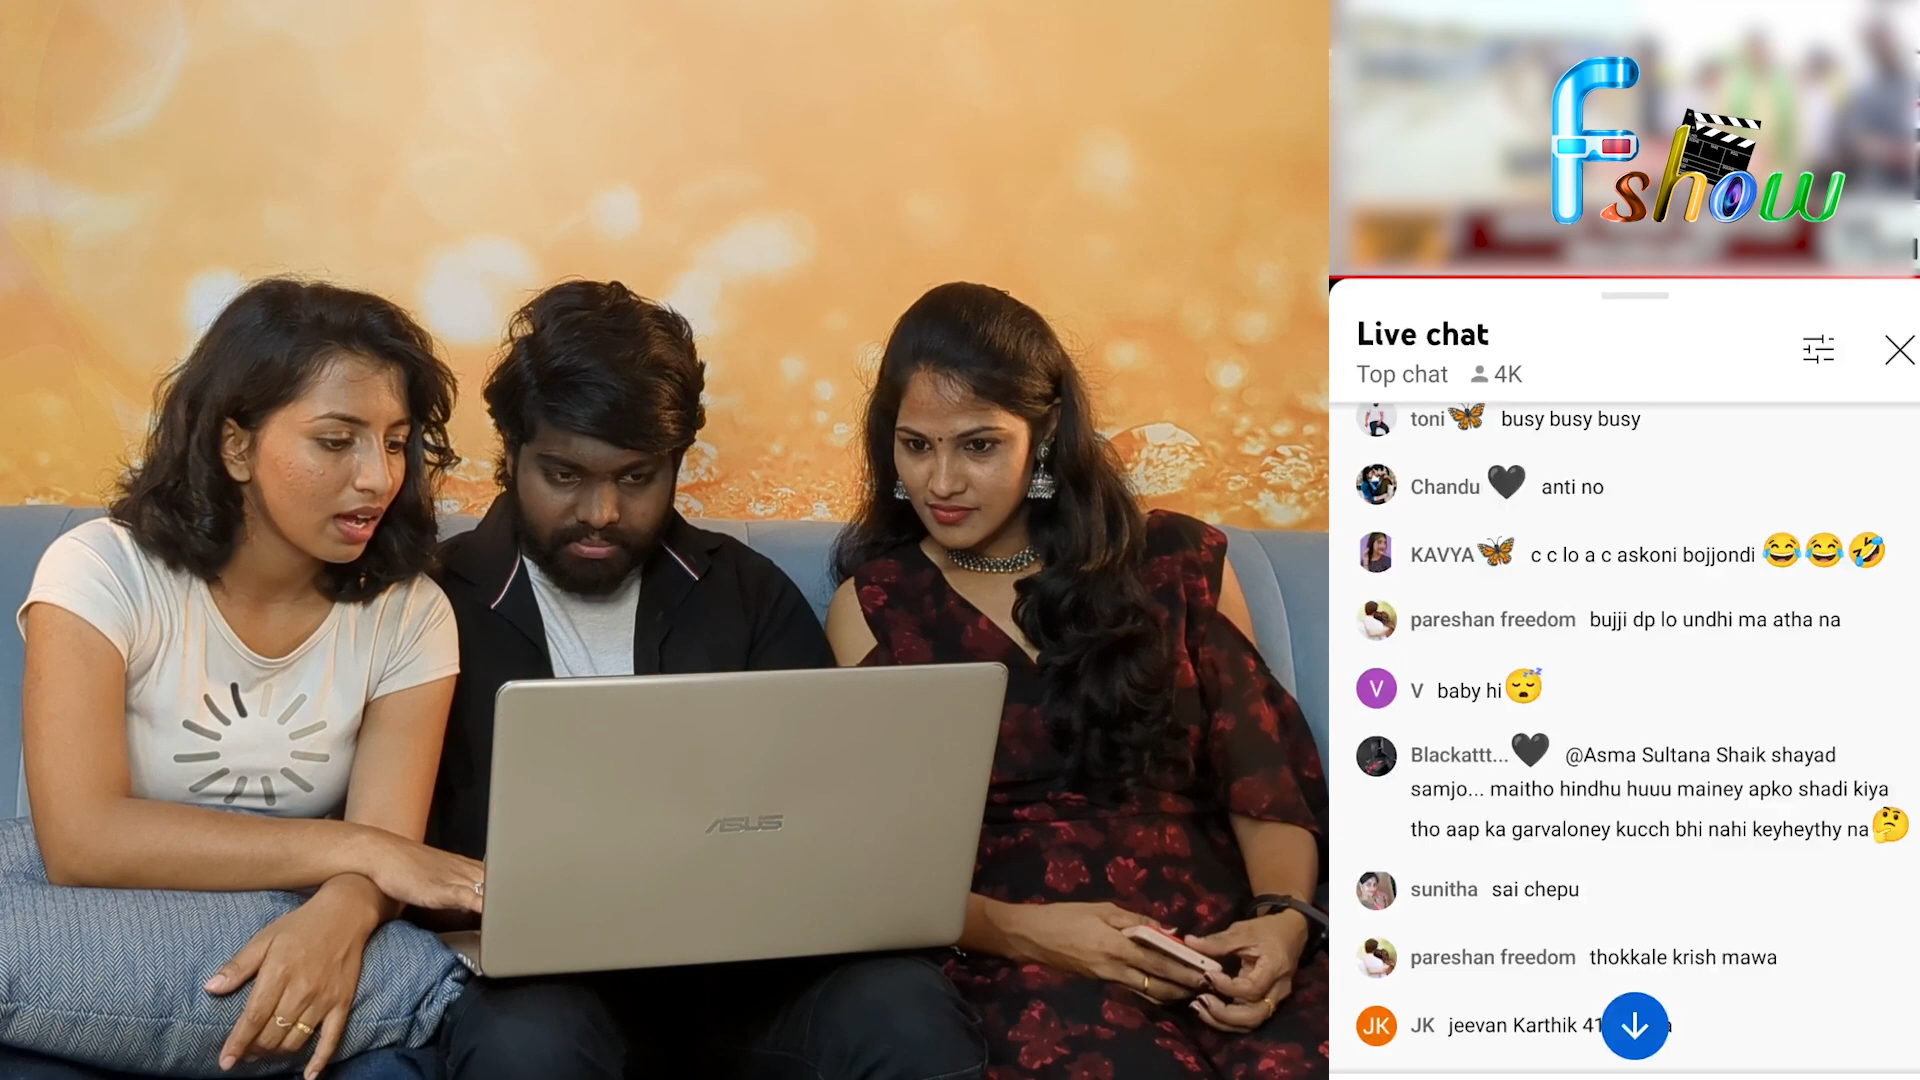 fshow
Live chat
Top chat 4K
toni🦋 busy busy busy
Chandu🖤 anti no
KAVYA🦋 c c lo a c askoni bojjondi 😂😂🤣
pareshan freedom bujji dp lo undhi ma atha na
V V baby hi😴
Blackattt...🖤 @Asma Sultana Shaik shayad
samjo... maitho hindhu huuu mainey apko shadi kiya
tho aap ka garvaloney kucch bhi nahi keyheythy na🤔
sunitha sai chepu
pareshan freedom thokkale krish mawa
JK JK jeevan Karthik
ASUS